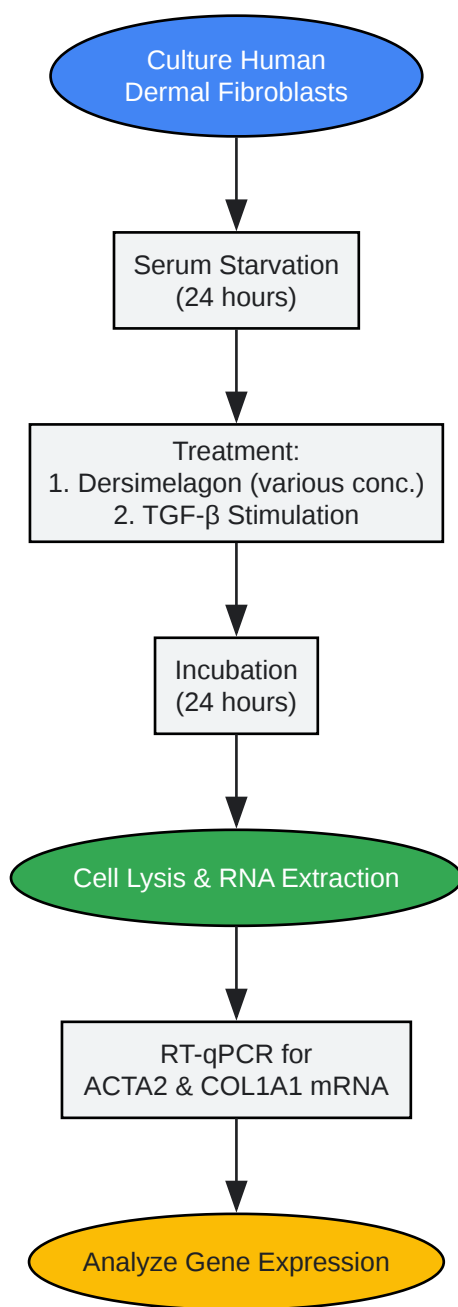 Culture Human
Dermal Fibroblasts
Serum Starvation
(24 hours)
Treatment:
1. Dersimelagon (various conc.)
2. TGF-β Stimulation
Incubation
(24 hours)
Cell Lysis & RNA Extraction
RT-qPCR for
ACTA2 & COL1A1 mRNA
Analyze Gene Expression